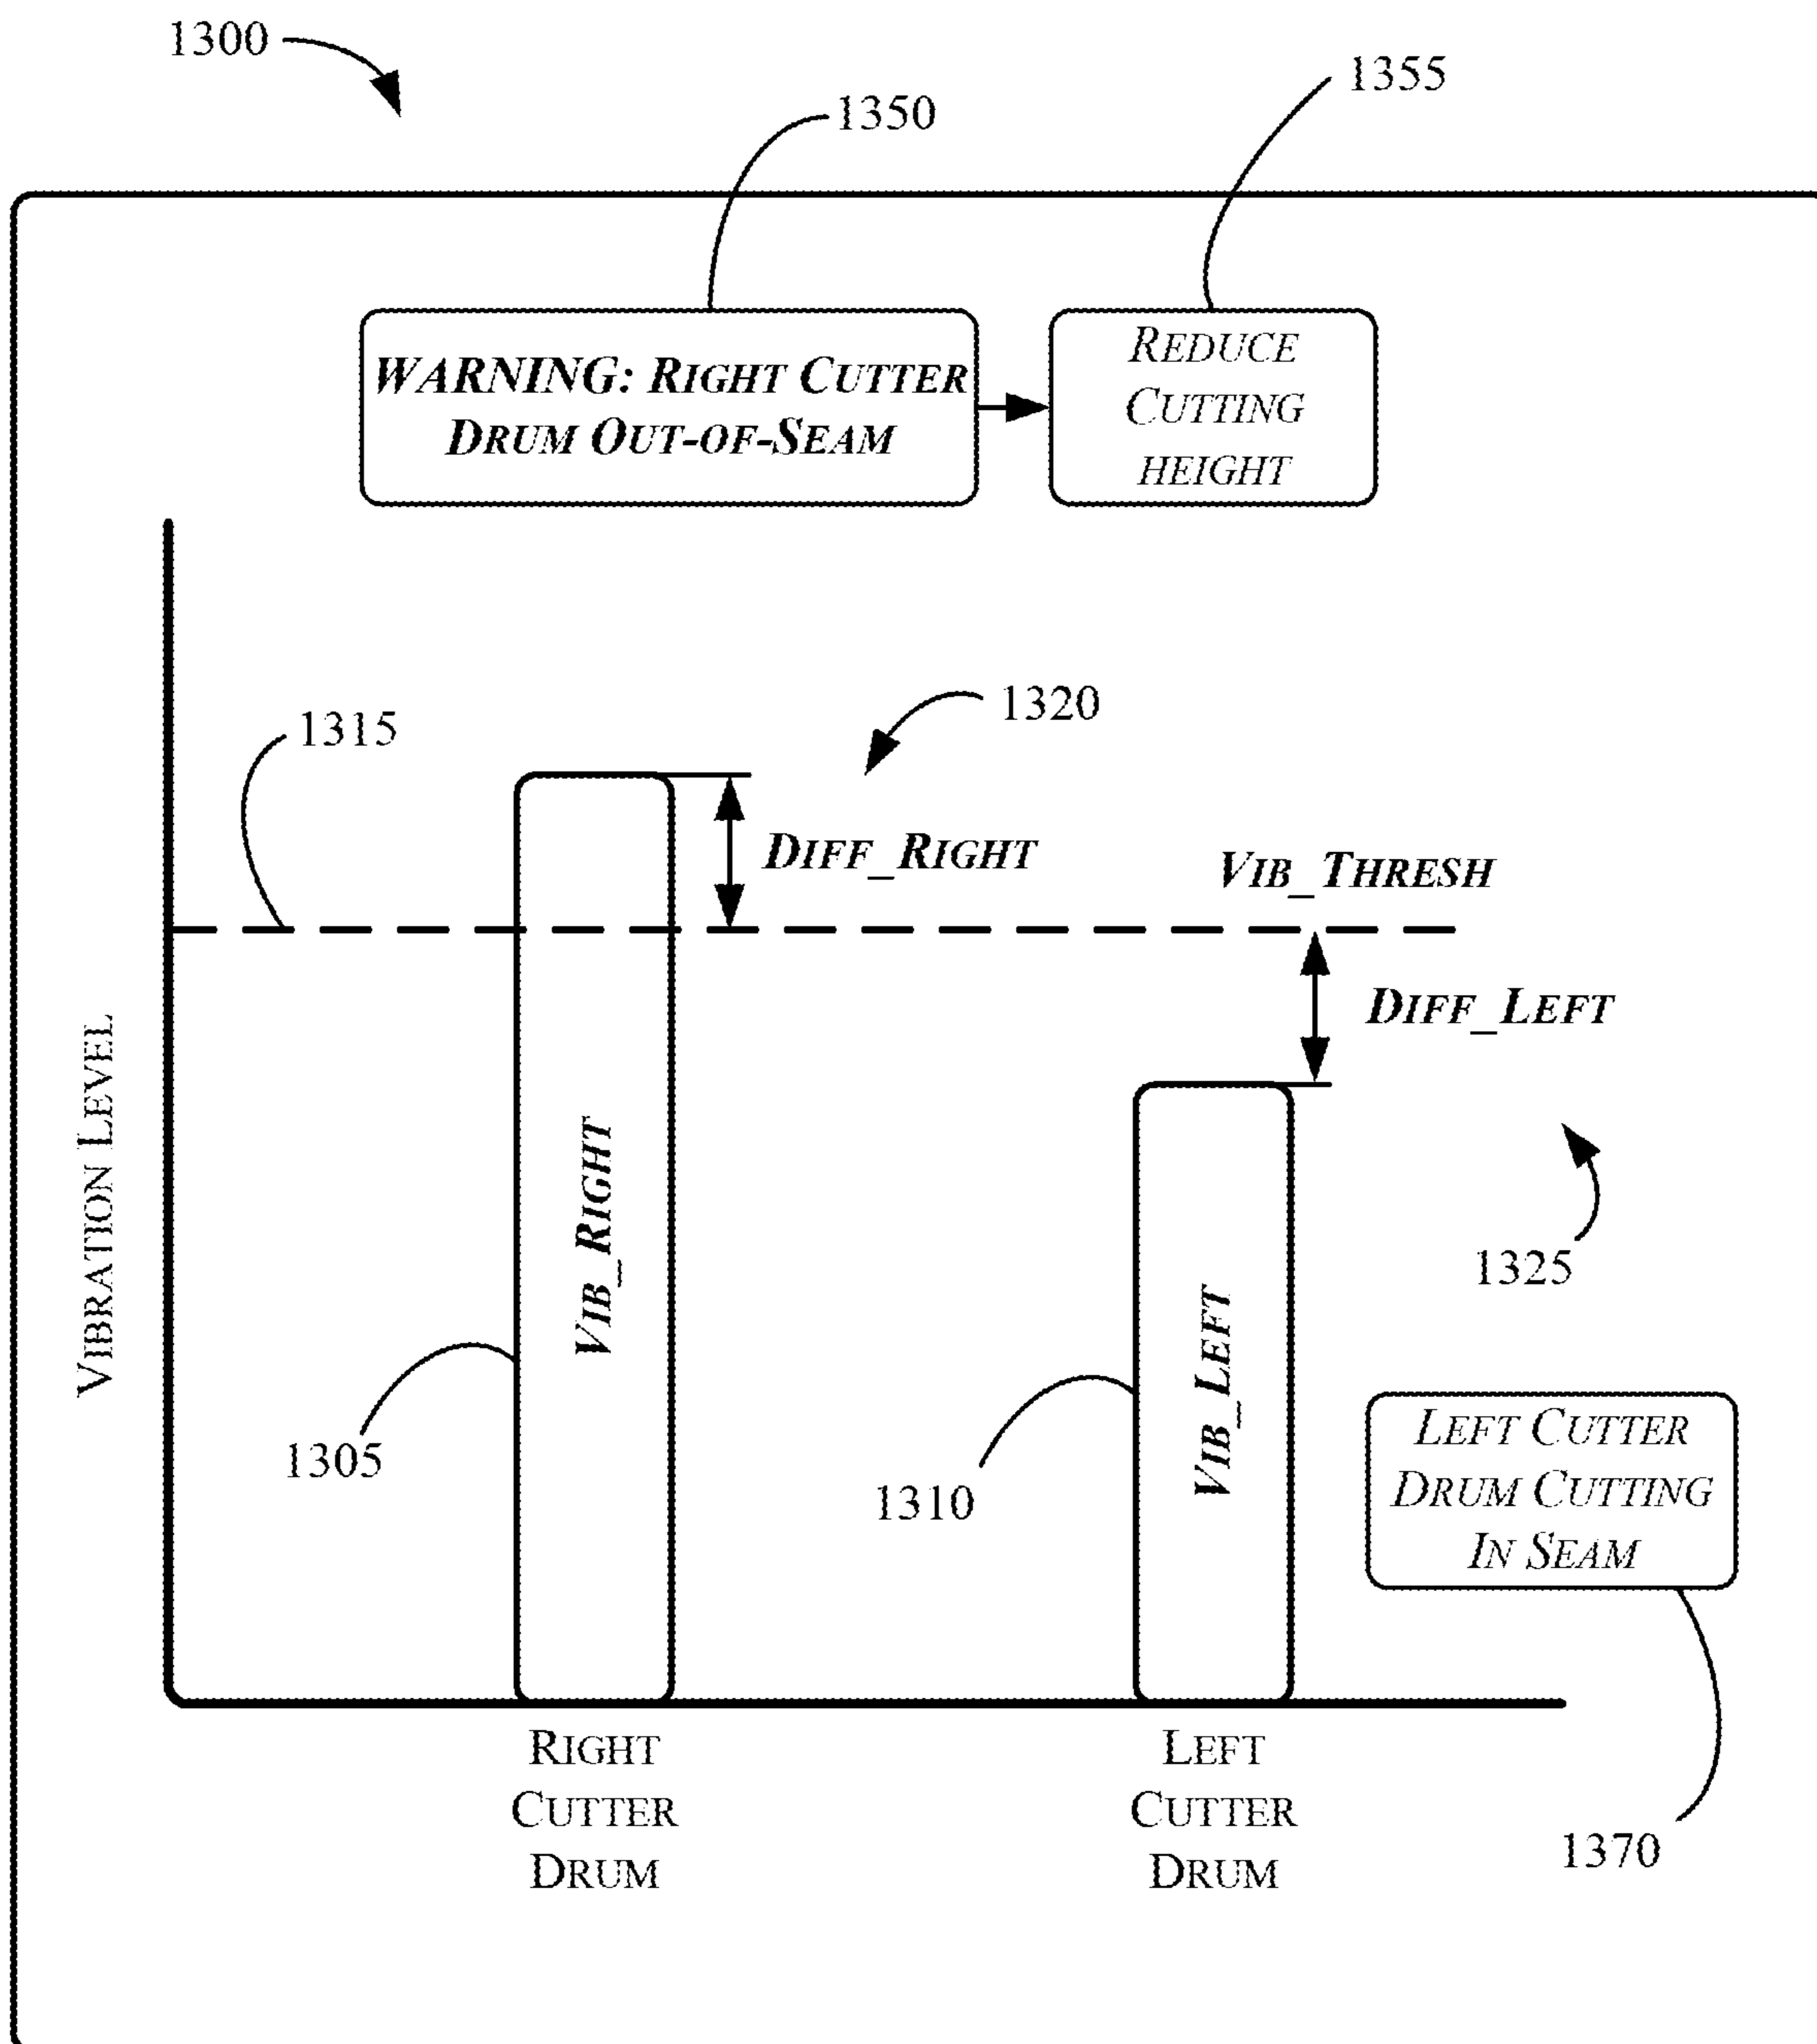 1300
1350
1355
WARNING: RIGHT CUTTER
DRUM OUT-OF-SEAM
REDUCE
CUTTING
HEIGHT
1320
1315
DIFF_RIGHT
VIB_THRESH
DIFF_LEFT
VIBRATION LEVEL
VIB_RIGHT
1325
VIB_LEFT
1305
1310
LEFT CUTTER
DRUM CUTTING
IN SEAM
RIGHT
CUTTER
DRUM
LEFT
CUTTER
DRUM
1370